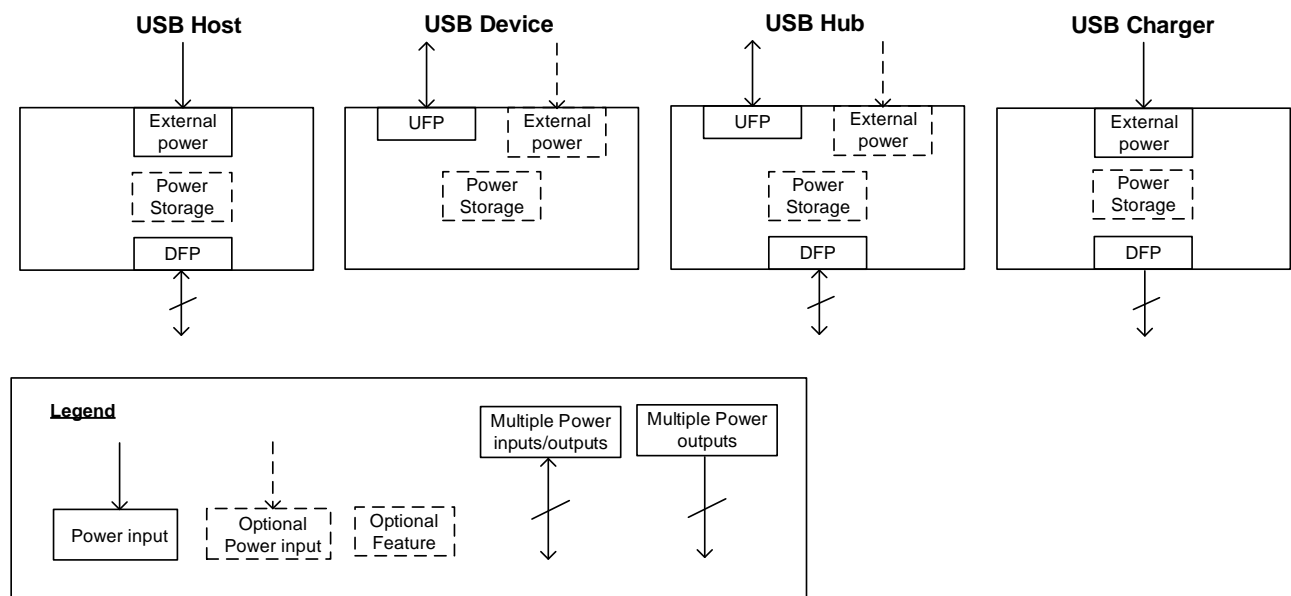 USB Host
USB Device
USB Hub
USB Charger
External
power
Power
Storage
DFP
UFP
External
power
Power
Storage
UFP
External
power
Power
Storage
DFP
External
power
Power
Storage
DFP
Legend
Power input
Optional
Power input
Optional
Feature
Multiple Power
inputs/outputs
Multiple Power
outputs